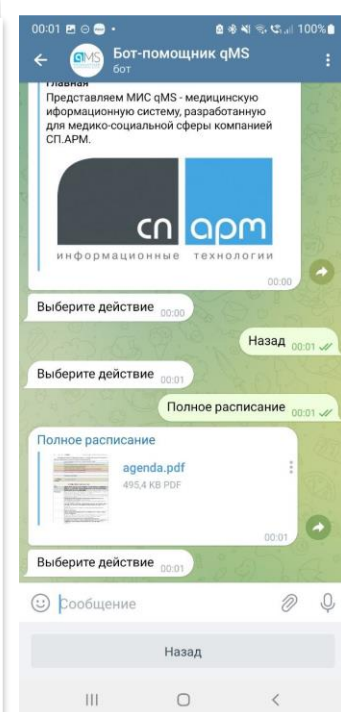 00:01
100%
qMS
Бот-помощник qMS
бот
Главная
Представляем МИС qMS - медицинскую
иформационную систему, разработанную
для медико-социальной сферы компанией
СП.АРМ.
сп арм
информационные технологии
00:00
Выберите действие 00:00
Назад 00:01
Выберите действие 00:01
Полное расписание 00:01
Полное расписание
agenda.pdf
495,4 KB PDF
00:01
Выберите действие 00:01
Сообщение
Назад